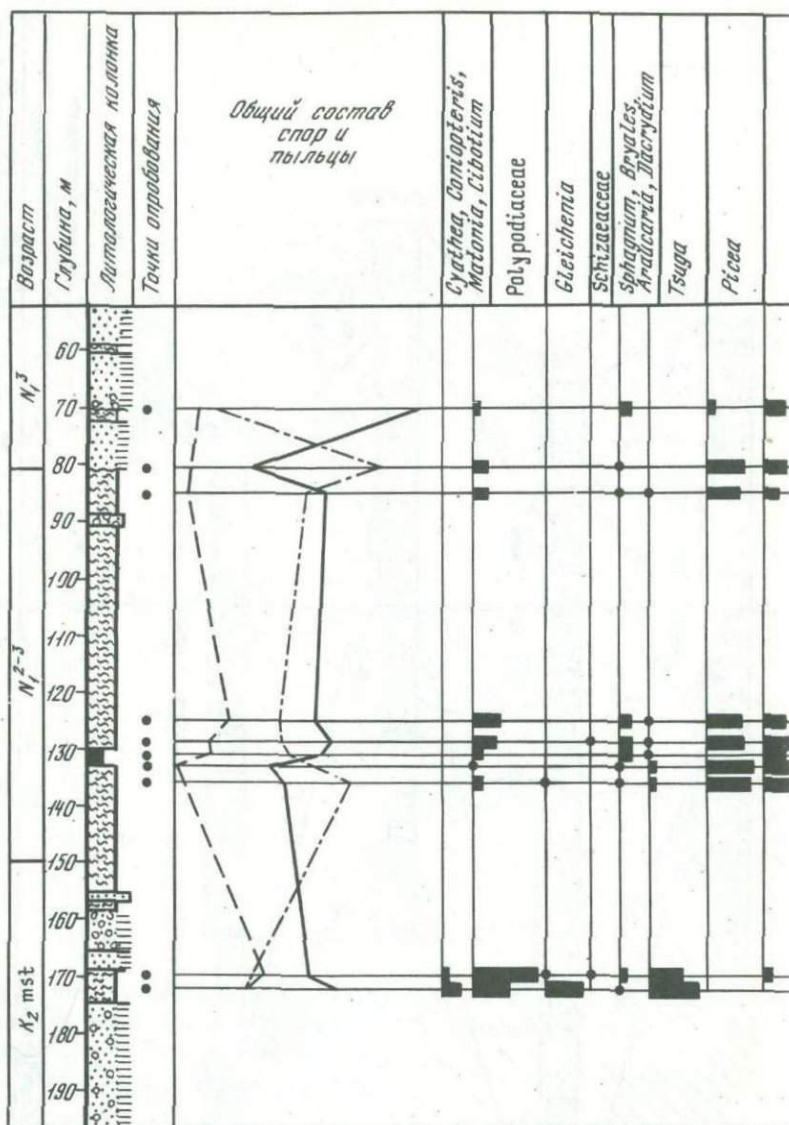 Возраст
Глубина, м
Литологическая колонка
Точки опробования
Общий состав
спор и
пыльцы
Cyathea, Coniopteris,
Matonia, Cibotium
Polypodiaceae
Gleichenia
Schizaeaceae
Sphagnum, Bryales
Araucaria, Dacrydium
Tsuga
Picea
N₁³
N₁²⁻³
K₂ mst
60
70
80
90
100
110
120
130
140
150
160
170
180
190